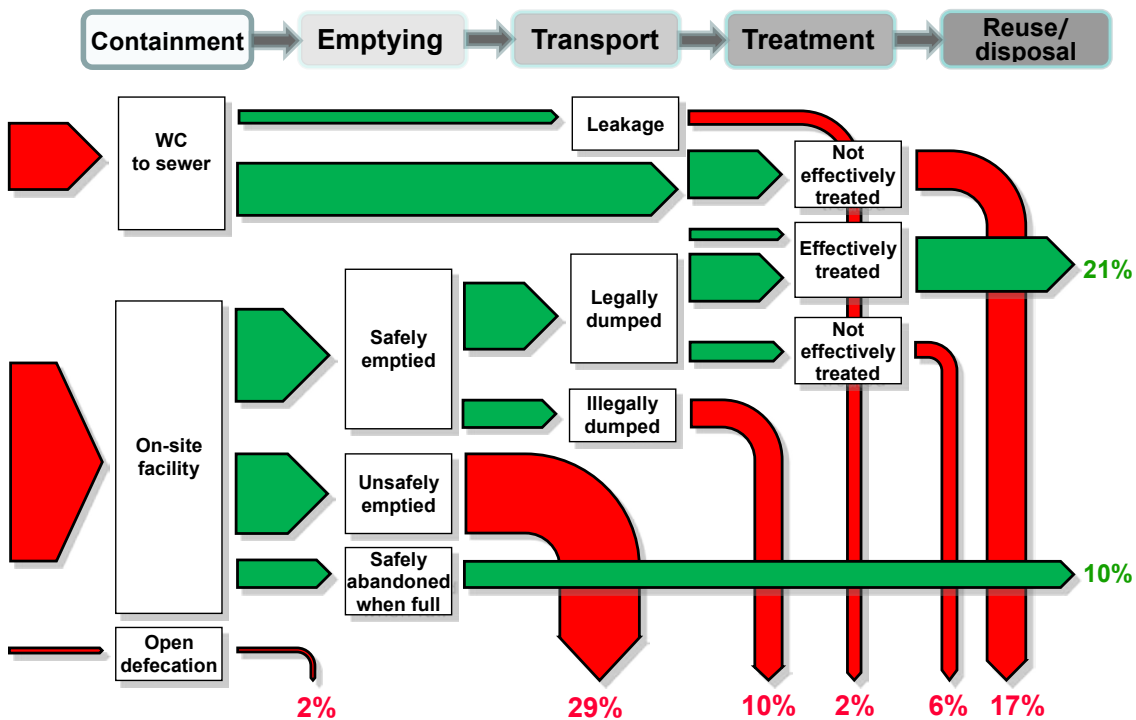 Containment
Emptying
Transport
Treatment
Reuse/
disposal
WC
to sewer
Leakage
Not
effectively
treated
Effectively
treated
21%
On-site
facility
Safely
emptied
Legally
dumped
Not
effectively
treated
Illegally
dumped
Unsafely
emptied
Safely
abandoned
when full
10%
Open
defecation
2%
29%
10%
2%
6%
17%